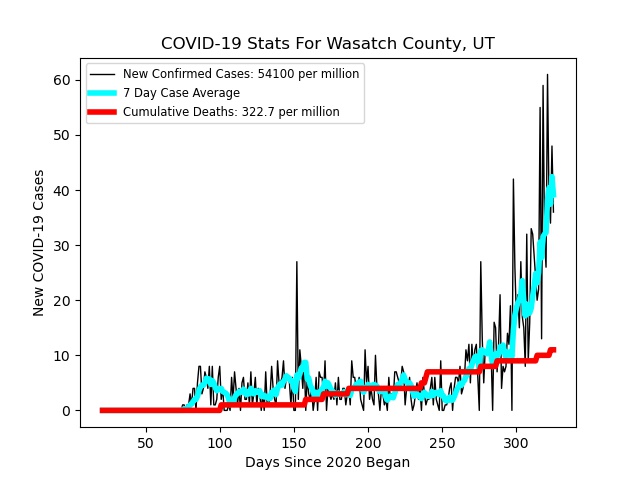 COVID-19 Stats For Wasatch County, UT
New Confirmed Cases: 54100 per million
7 Day Case Average
Cumulative Deaths: 322.7 per million
New COVID-19 Cases
60
50
40
30
20
10
0
50 100 150 200 250 300
Days Since 2020 Began